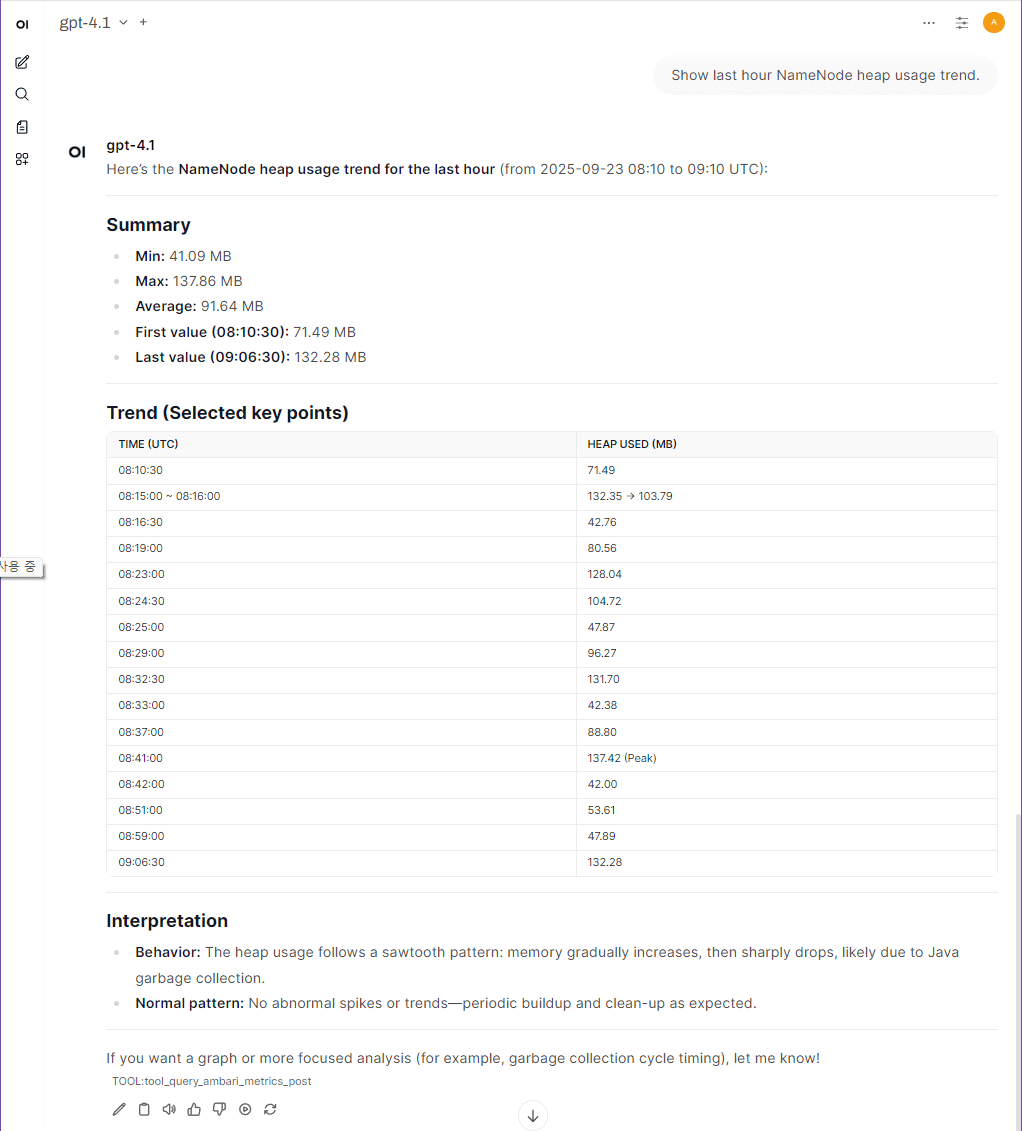 OI gpt-4.1 + A
Show last hour NameNode heap usage trend.
OI gpt-4.1
Here’s the NameNode heap usage trend for the last hour (from 2025-09-23 08:10 to 09:10 UTC):
Summary
Min: 41.09 MB
Max: 137.86 MB
Average: 91.64 MB
First value (08:10:30): 71.49 MB
Last value (09:06:30): 132.28 MB
Trend (Selected key points)
TIME (UTC) HEAP USED (MB)
08:10:30 71.49
08:15:00 ~ 08:16:00 132.35 → 103.79
08:16:30 42.76
08:19:00 80.56
사용 중
08:23:00 128.04
08:24:30 104.72
08:25:00 47.87
08:29:00 96.27
08:32:30 131.70
08:33:00 42.38
08:37:00 88.80
08:41:00 137.42 (Peak)
08:42:00 42.00
08:51:00 53.61
08:59:00 47.89
09:06:30 132.28
Interpretation
Behavior: The heap usage follows a sawtooth pattern: memory gradually increases, then sharply drops, likely due to Java
garbage collection.
Normal pattern: No abnormal spikes or trends—periodic buildup and clean-up as expected.
If you want a graph or more focused analysis (for example, garbage collection cycle timing), let me know!
TOOL:tool_query_ambari_metrics_post